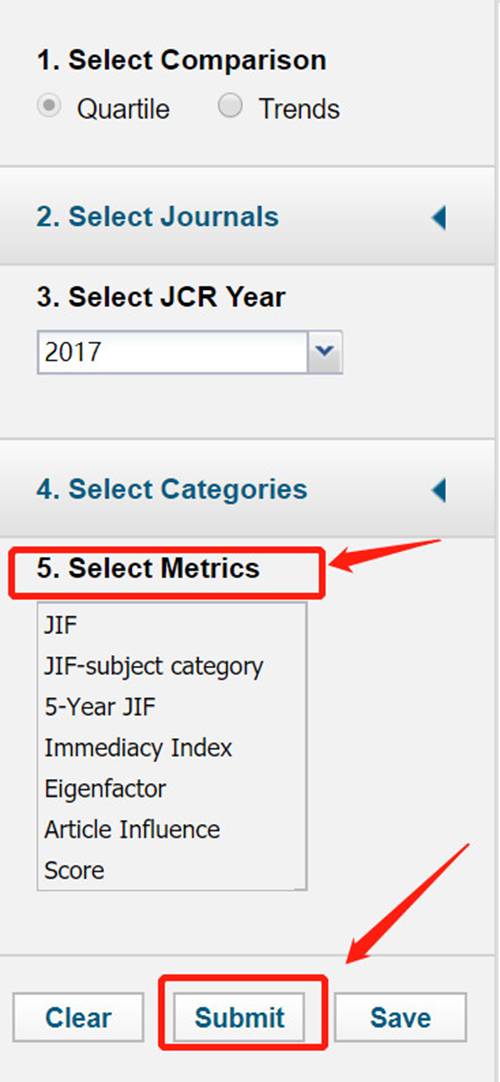 1. Select Comparison
Quartile Trends
2. Select Journals
3. Select JCR Year
2017
4. Select Categories
5. Select Metrics
JIF
JIF-subject category
5-Year JIF
Immediacy Index
Eigenfactor
Article Influence
Score
Clear Submit Save